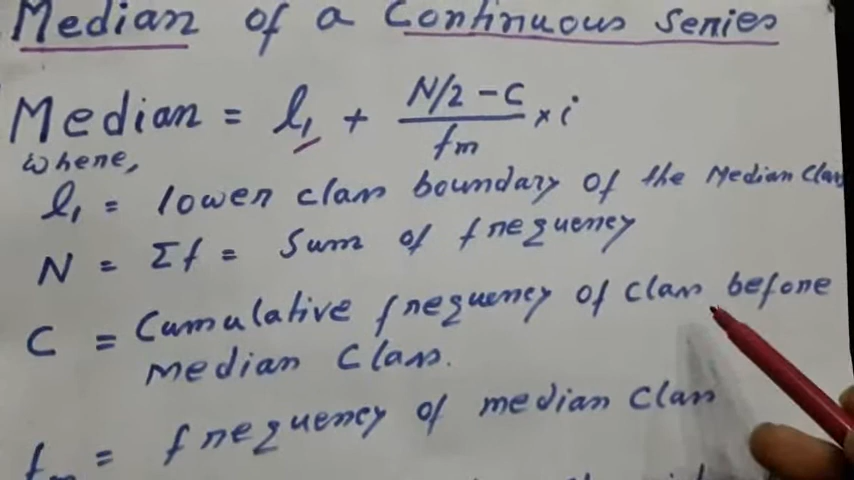 Median of a Continuous series
Median = l₁ + (N/2 - C)/fm × i
where,
l₁ = lower class boundary of the Median Class
N = Σf = Sum of frequency
C = Cumulative frequency of class before
median class.
fm = frequency of median class